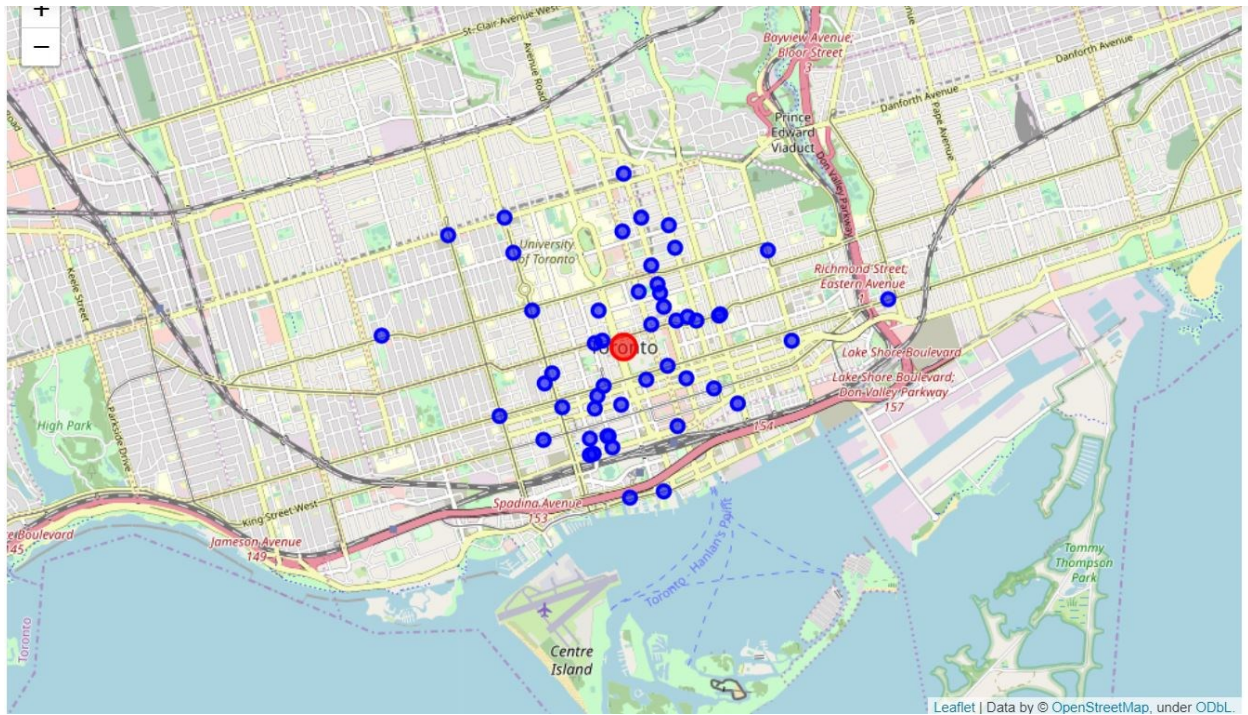 +
−
St-Clair-Avenue-West
Avenue Road
Bayview Avenue;
Bloor Street
3
Danforth Avenue
Danforth Avenue
Pape Avenue
Prince
Edward
Viaduct
Don Valley Parkway
University
of Toronto
Richmond Street;
Eastern Avenue
1
Keele Street
Lake Shore Boulevard
Lake Shore Boulevard;
Don Valley Parkway
157
High Park
Parkside Drive
154
King Street West
Spadina Avenue
153
Jameson Avenue
149
Boulevard
145
Toronto - Hanlan's Point
Tommy
Thompson
Park
Toronto
Centre
Island
Leaflet | Data by © OpenStreetMap, under ODbL.